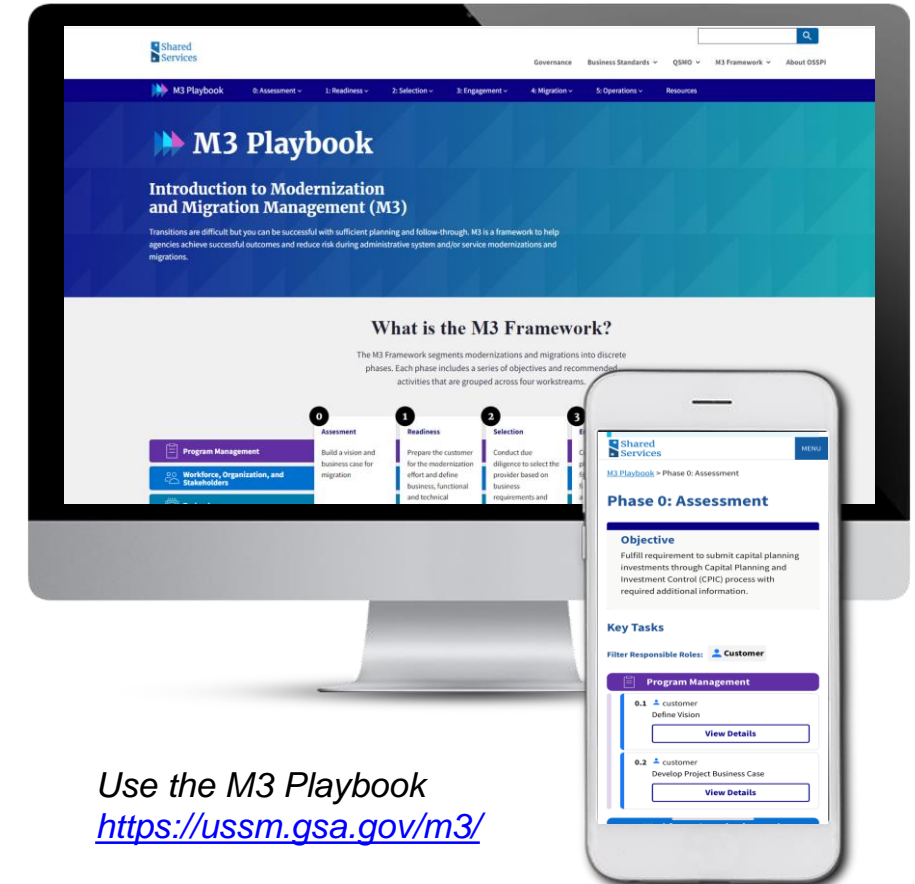 Shared
Services
Governance Business Standards QSMO M3 Framework About OSSPI
M3 Playbook 0: Assessment 1: Readiness 2: Selection 3: Engagement 4: Migration 5: Operations Resources
M3 Playbook
Introduction to Modernization
and Migration Management (M3)
Transitions are difficult but you can be successful with sufficient planning and follow-through. M3 is a framework to help
agencies achieve successful outcomes and reduce risk during administrative system and/or service modernizations and
migrations.
What is the M3 Framework?
The M3 Framework segments modernizations and migrations into discrete
phases. Each phase includes a series of objectives and recommended
activities that are grouped across four workstreams.
0 1 2 3
Assesment Readiness Selection
Program Management
Workforce, Organization, and
Stakeholders
Build a vision and
business case for
migration
Prepare the customer
for the modernization
effort and define
business, functional
and technical
Conduct due
diligence to select the
provider based on
business
requirements and
Shared
Services
MENU
M3 Playbook > Phase 0: Assessment
Phase 0: Assessment
Objective
Fulfill requirement to submit capital planning
investments through Capital Planning and
Investment Control (CPIC) process with
required additional information.
Key Tasks
Filter Responsible Roles: Customer
Program Management
0.1 customer
Define Vision
View Details
0.2 customer
Develop Project Business Case
View Details
Use the M3 Playbook
https://ussm.gsa.gov/m3/